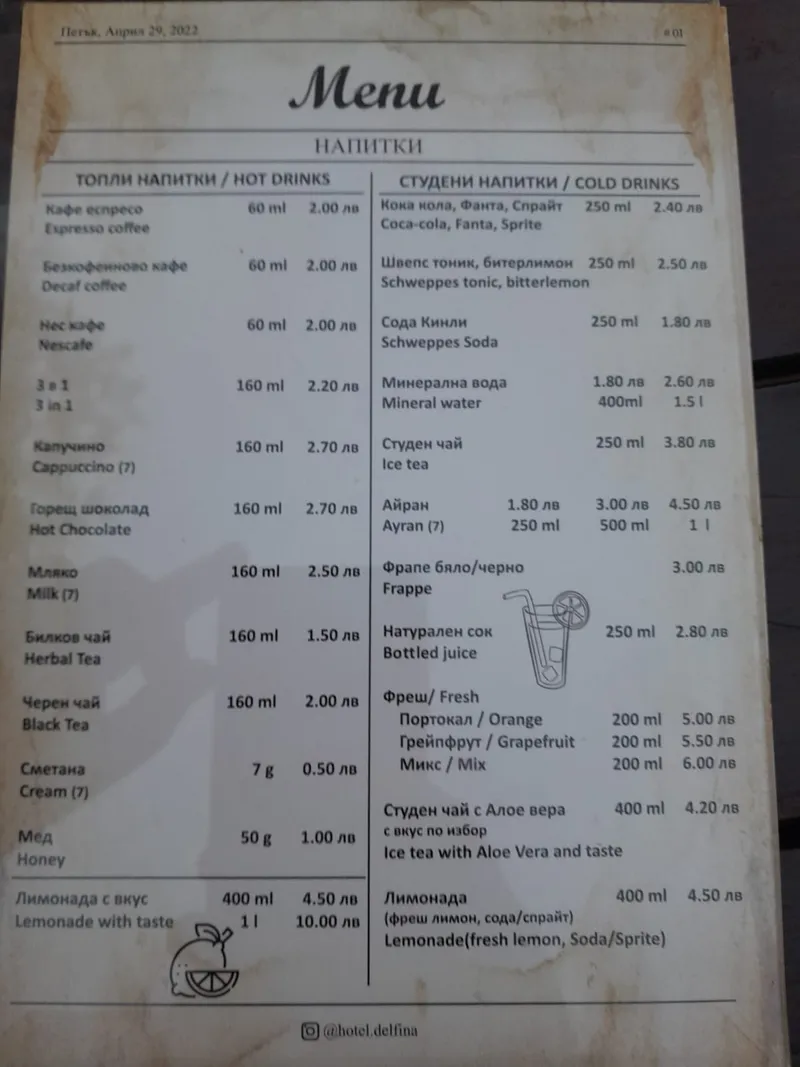 Петък, Април 29, 2022
# 01
Menu
НАПИТКИ
ТОПЛИ НАПИТКИ / HOT DRINKS
Кафе еспресо 60 ml 2.00 лв
Espresso coffee
Безкофеиново кафе 60 ml 2.00 лв
Decaf coffee
Нес кафе 60 ml 2.00 лв
Nescafe
3 в 1 160 ml 2.20 лв
3 in 1
Капучино 160 ml 2.70 лв
Cappuccino (7)
Горещ шоколад 160 ml 2.70 лв
Hot Chocolate
Мляко 160 ml 2.50 лв
Milk (7)
Билков чай 160 ml 1.50 лв
Herbal Tea
Черен чай 160 ml 2.00 лв
Black Tea
Сметана 7 g 0.50 лв
Cream (7)
Мед 50 g 1.00 лв
Honey
Лимонада с вкус 400 ml 4.50 лв
Lemonade with taste 1 l 10.00 лв
СТУДЕНИ НАПИТКИ / COLD DRINKS
Кока кола, Фанта, Спрайт 250 ml 2.40 лв
Coca-cola, Fanta, Sprite
Швепс тоник, битерлимон 250 ml 2.50 лв
Schweppes tonic, bitterlemon
Сода Кинли 250 ml 1.80 лв
Schweppes Soda
Минерална вода 1.80 лв 2.60 лв
Mineral water 400ml 1.5 l
Студен чай 250 ml 3.80 лв
Ice tea
Айран 1.80 лв 3.00 лв 4.50 лв
Ayran (7) 250 ml 500 ml 1 l
Фрапе бяло/черно 3.00 лв
Frappe
Натурален сок 250 ml 2.80 лв
Bottled juice
Фреш/ Fresh
Портокал / Orange 200 ml 5.00 лв
Грейпфрут / Grapefruit 200 ml 5.50 лв
Микс / Mix 200 ml 6.00 лв
Студен чай с Алое вера 400 ml 4.20 лв
с вкус по избор
Ice tea with Aloe Vera and taste
Лимонада 400 ml 4.50 лв
(фреш лимон, сода/спрайт)
Lemonade(fresh lemon, Soda/Sprite)
@hotel.delfina